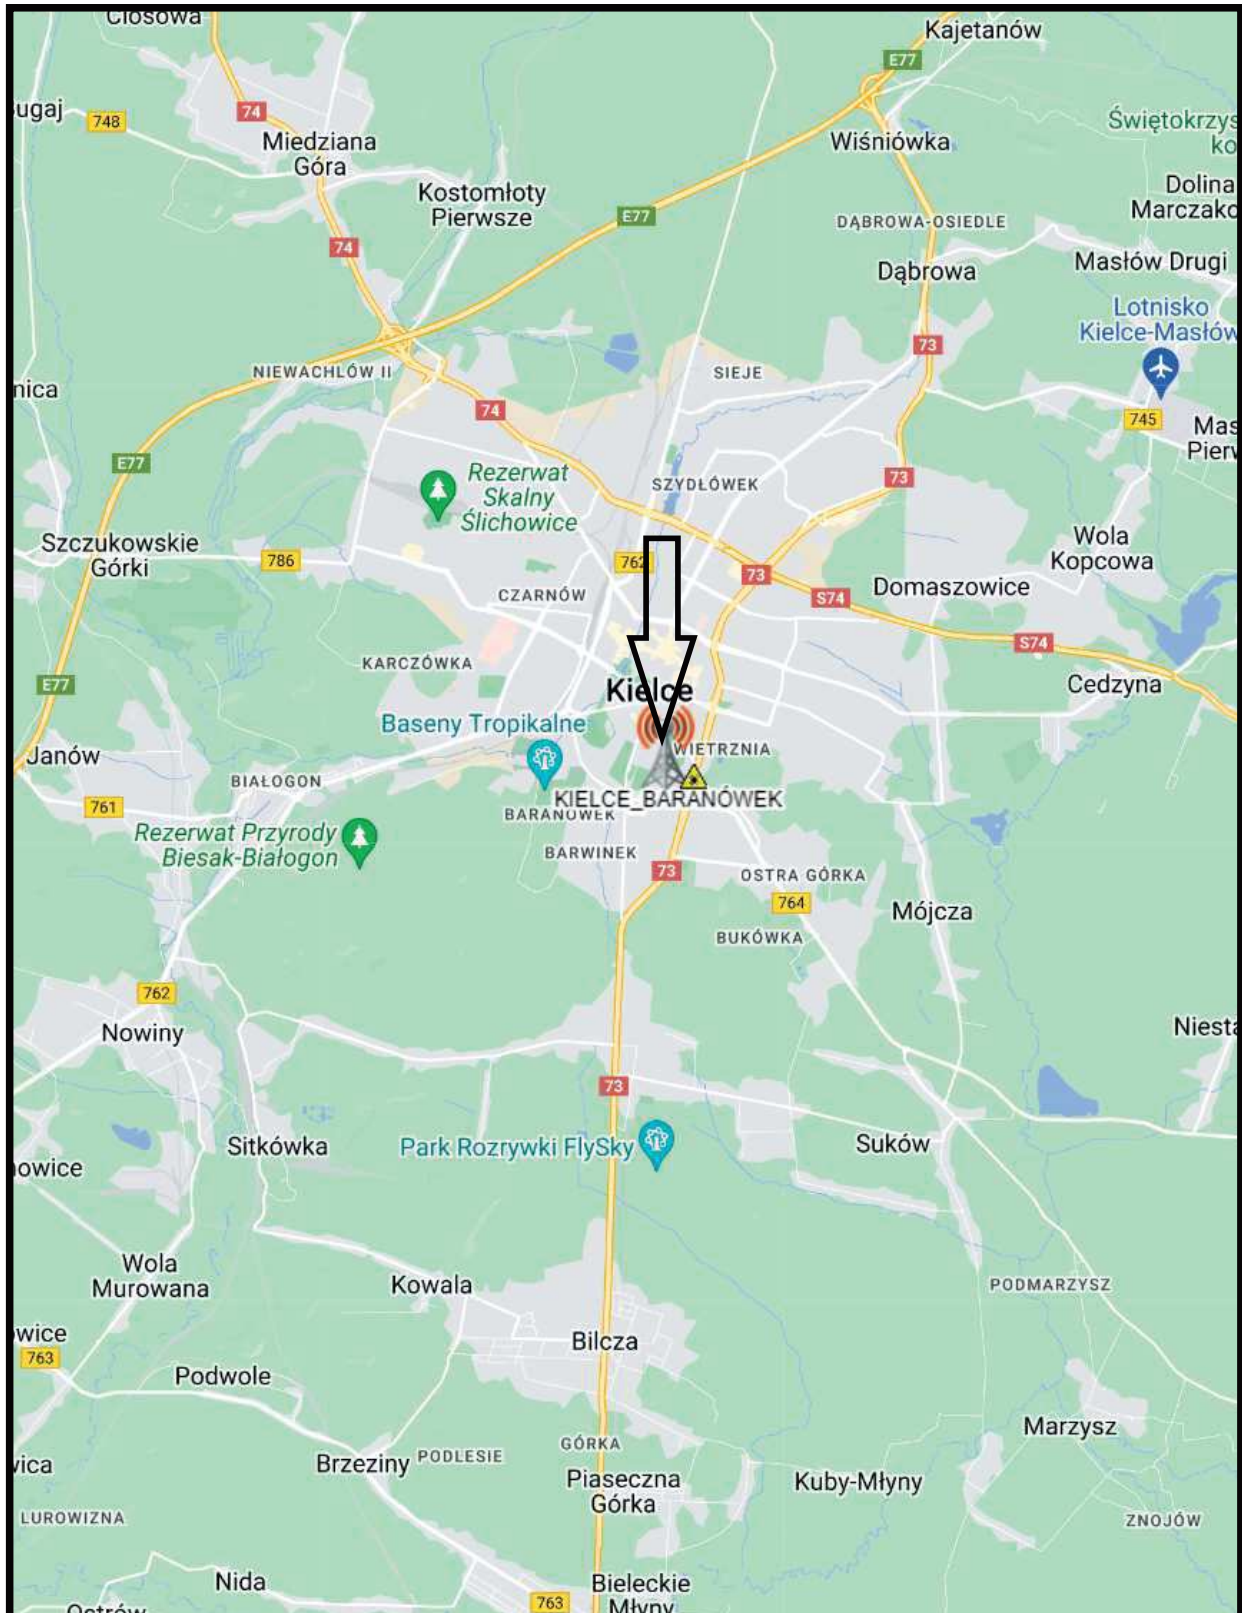 Ciosowa
Kajetanów
E77
ugaj
748
74
Miedziana
Góra
Wiśniówka
Świętokrzys
ko
Kostomłoty
Pierwsze
Dolina
Marczako
E77
DĄBROWA-OSIEDLE
74
Dąbrowa
Masłów Drugi
Lotnisko
Kielce-Masłów
73
NIEWACHLÓW II
SIEJE
nica
74
745
Mas
Pierw
E77
Rezerwat
Skalny
Ślichowice
SZYDŁÓWEK
73
Szczukowskie
Górki
786
762
Wola
Kopcowa
73
CZARNÓW
S74
Domaszowice
S74
KARCZÓWKA
E77
Kielce
Cedzyna
Baseny Tropikalne
WIETRZNIA
Janów
BIAŁOGON
KIELCE_BARANÓWEK
761
BARANÓWEK
Rezerwat Przyrody
Biesak-Białogon
BARWINEK
73
OSTRA GÓRKA
764
Mójcza
BUKÓWKA
762
Nowiny
Niesta
73
Sitkówka
Park Rozrywki FlySky
Suków
howice
Wola
Murowana
Kowala
PODMARZYSZ
owice
763
Bilcza
Podwole
Marzysz
GÓRKA
vica
Brzeziny
PODLESIE
Piaseczna
Górka
Kuby-Młyny
LUROWIZNA
ZNOJÓW
Nida
763
Bieleckie
Młyny
Ostrów